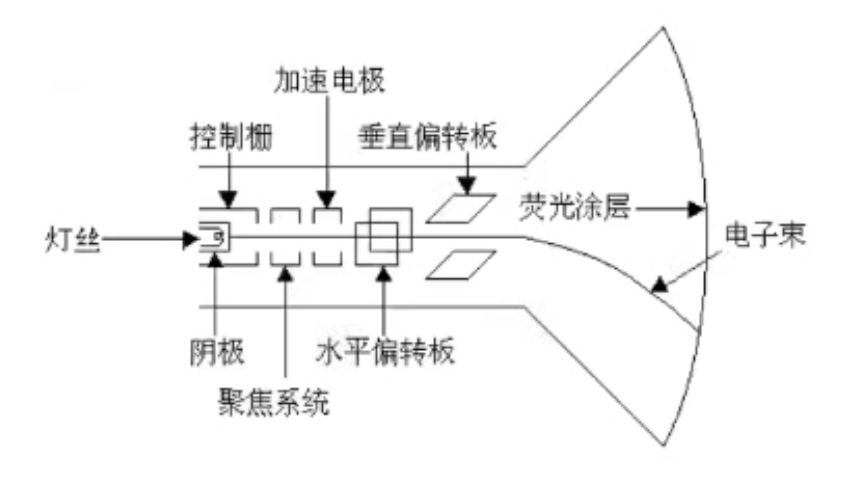 加速电极
控制栅
垂直偏转板
荧光涂层
灯丝
电子束
阴极
水平偏转板
聚焦系统